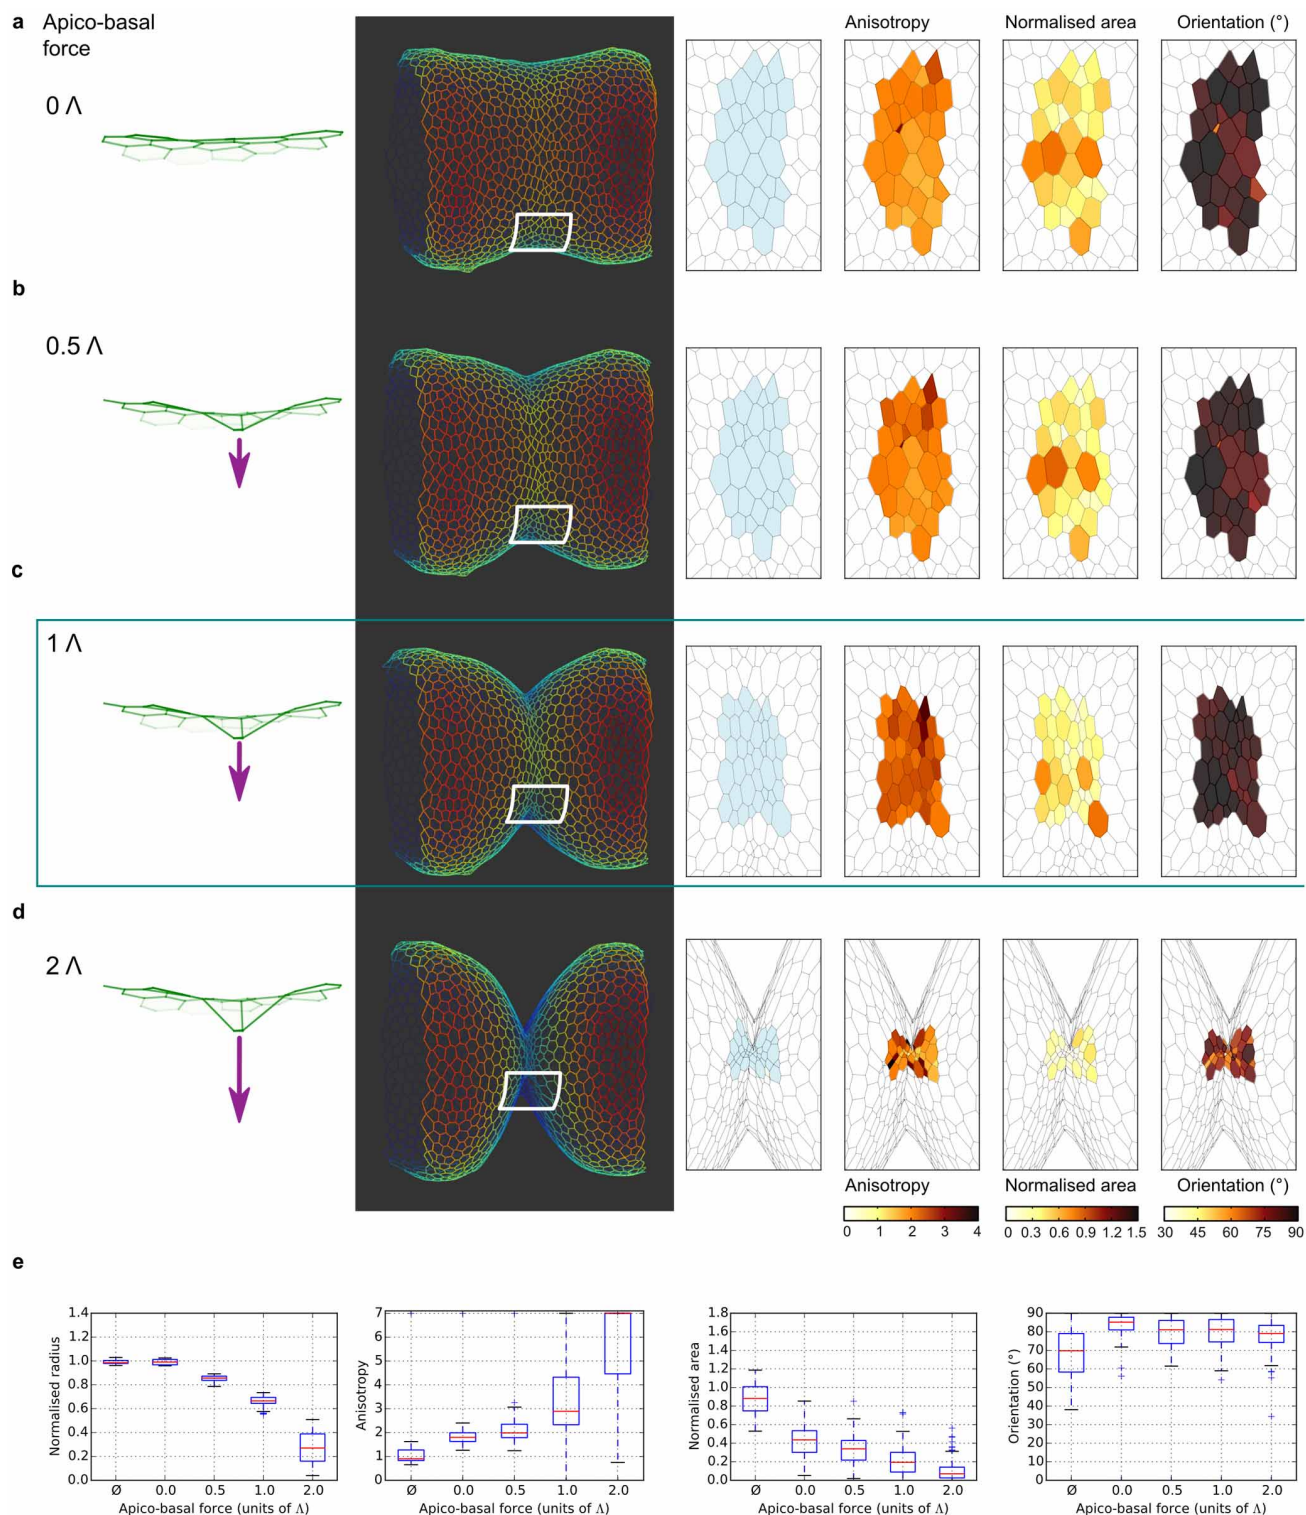 a Apico-basal
force
Anisotropy Normalised area Orientation (°)
0 Λ
b
0.5 Λ
c
1 Λ
d
2 Λ
Anisotropy Normalised area Orientation (°)
0 1 2 3 4 0 0.3 0.6 0.9 1.2 1.5 30 45 60 75 90
e
Normalised radius
1.4
1.2
1.0
0.8
0.6
0.4
0.2
0.0
Ø 0.0 0.5 1.0 2.0
Apico-basal force (units of Λ)
Anisotropy
7
6
5
4
3
2
1
0
Ø 0.0 0.5 1.0 2.0
Apico-basal force (units of Λ)
Normalised area
1.8
1.6
1.4
1.2
1.0
0.8
0.6
0.4
0.2
0.0
Ø 0.0 0.5 1.0 2.0
Apico-basal force (units of Λ)
Orientation (°)
90
80
70
60
50
40
30
20
10
0
Ø 0.0 0.5 1.0 2.0
Apico-basal force (units of Λ)